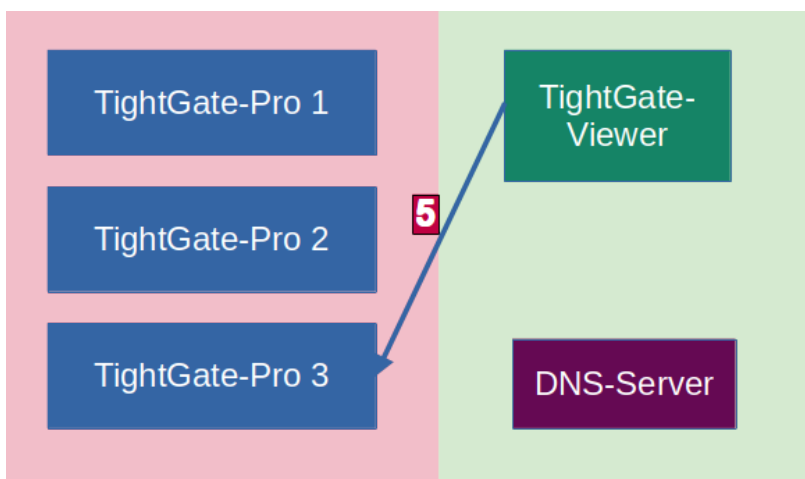 TightGate-Pro 1
TightGate-Pro 2
TightGate-Pro 3
5
TightGate-
Viewer
DNS-Server